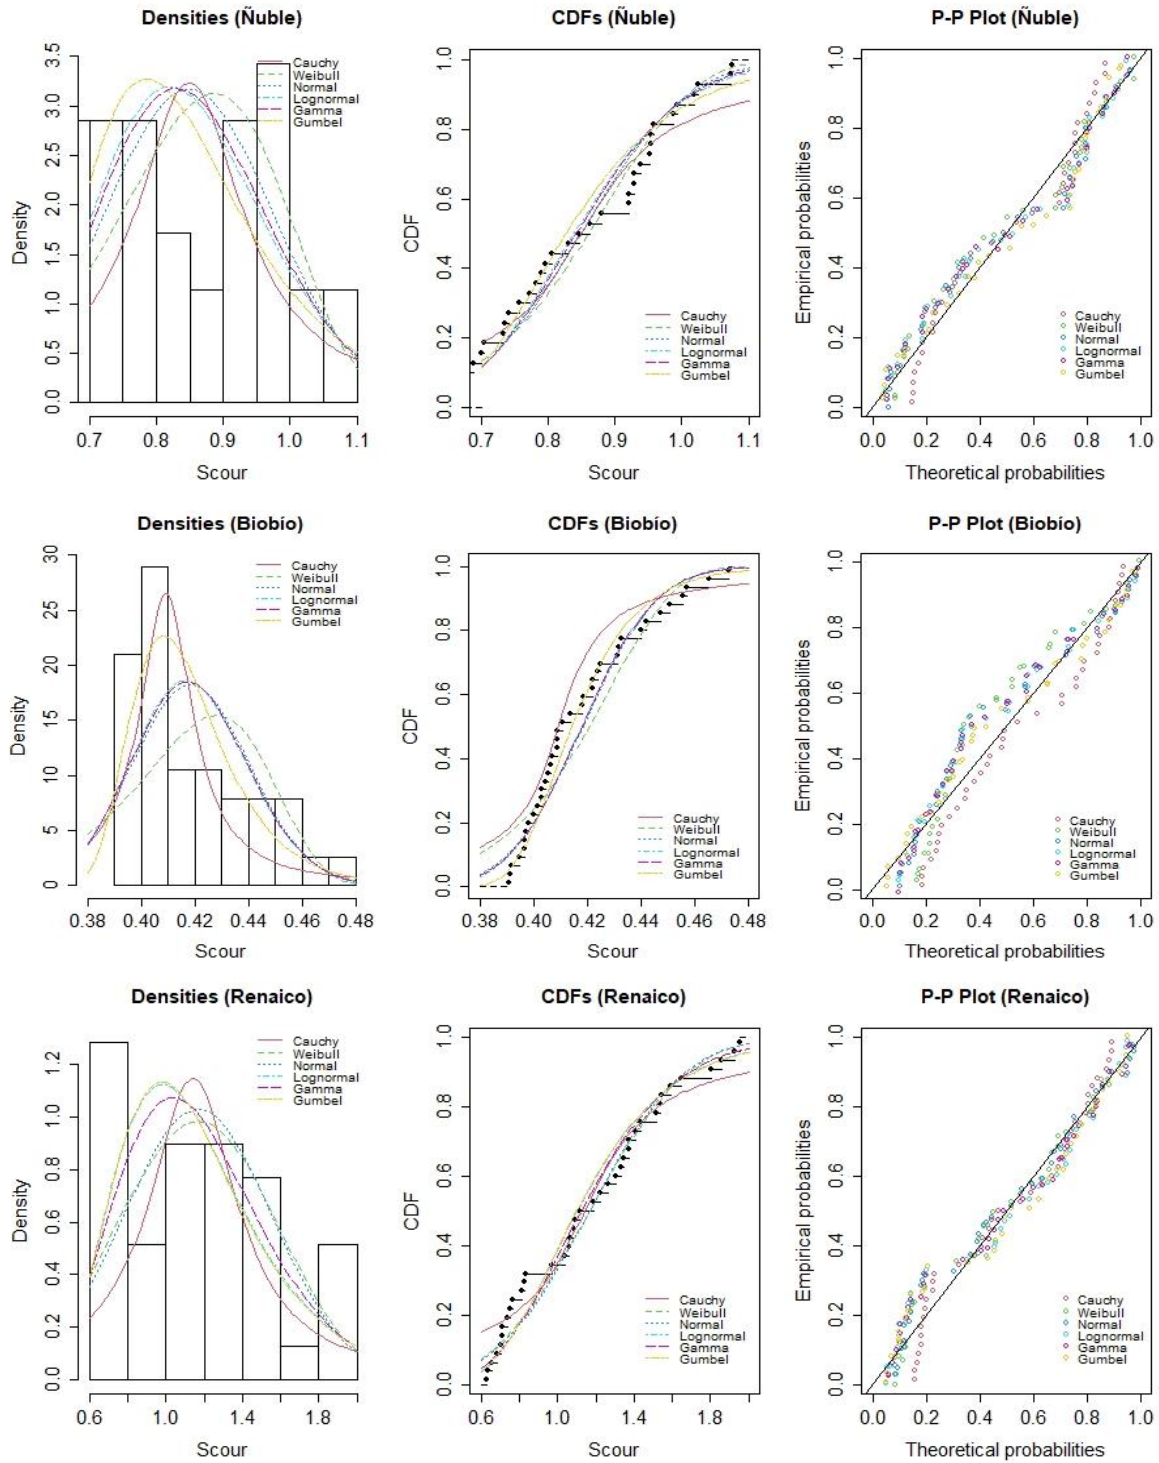 Densities (Ñuble)
CDFs (Ñuble)
P-P Plot (Ñuble)
Density
0.0 0.5 1.0 1.5 2.0 2.5 3.0 3.5
Cauchy
Weibull
Normal
Lognormal
Gamma
Gumbel
0.7 0.8 0.9 1.0 1.1
Scour
CDF
0.0 0.2 0.4 0.6 0.8 1.0
Cauchy
Weibull
Normal
Lognormal
Gamma
Gumbel
0.7 0.8 0.9 1.0 1.1
Scour
Empirical probabilities
0.0 0.2 0.4 0.6 0.8 1.0
Cauchy
Weibull
Normal
Lognormal
Gamma
Gumbel
0.0 0.2 0.4 0.6 0.8 1.0
Theoretical probabilities
Densities (Biobío)
CDFs (Biobío)
P-P Plot (Biobío)
Density
0 5 10 15 20 25 30
Cauchy
Weibull
Normal
Lognormal
Gamma
Gumbel
0.38 0.40 0.42 0.44 0.46 0.48
Scour
CDF
0.0 0.2 0.4 0.6 0.8 1.0
Cauchy
Weibull
Normal
Lognormal
Gamma
Gumbel
0.38 0.40 0.42 0.44 0.46 0.48
Scour
Empirical probabilities
0.0 0.2 0.4 0.6 0.8 1.0
Cauchy
Weibull
Normal
Lognormal
Gamma
Gumbel
0.0 0.2 0.4 0.6 0.8 1.0
Theoretical probabilities
Densities (Renaico)
CDFs (Renaico)
P-P Plot (Renaico)
Density
0.0 0.2 0.4 0.6 0.8 1.0 1.2
Cauchy
Weibull
Normal
Lognormal
Gamma
Gumbel
0.6 1.0 1.4 1.8
Scour
CDF
0.0 0.2 0.4 0.6 0.8 1.0
Cauchy
Weibull
Normal
Lognormal
Gamma
Gumbel
0.6 1.0 1.4 1.8
Scour
Empirical probabilities
0.0 0.2 0.4 0.6 0.8 1.0
Cauchy
Weibull
Normal
Lognormal
Gamma
Gumbel
0.0 0.2 0.4 0.6 0.8 1.0
Theoretical probabilities